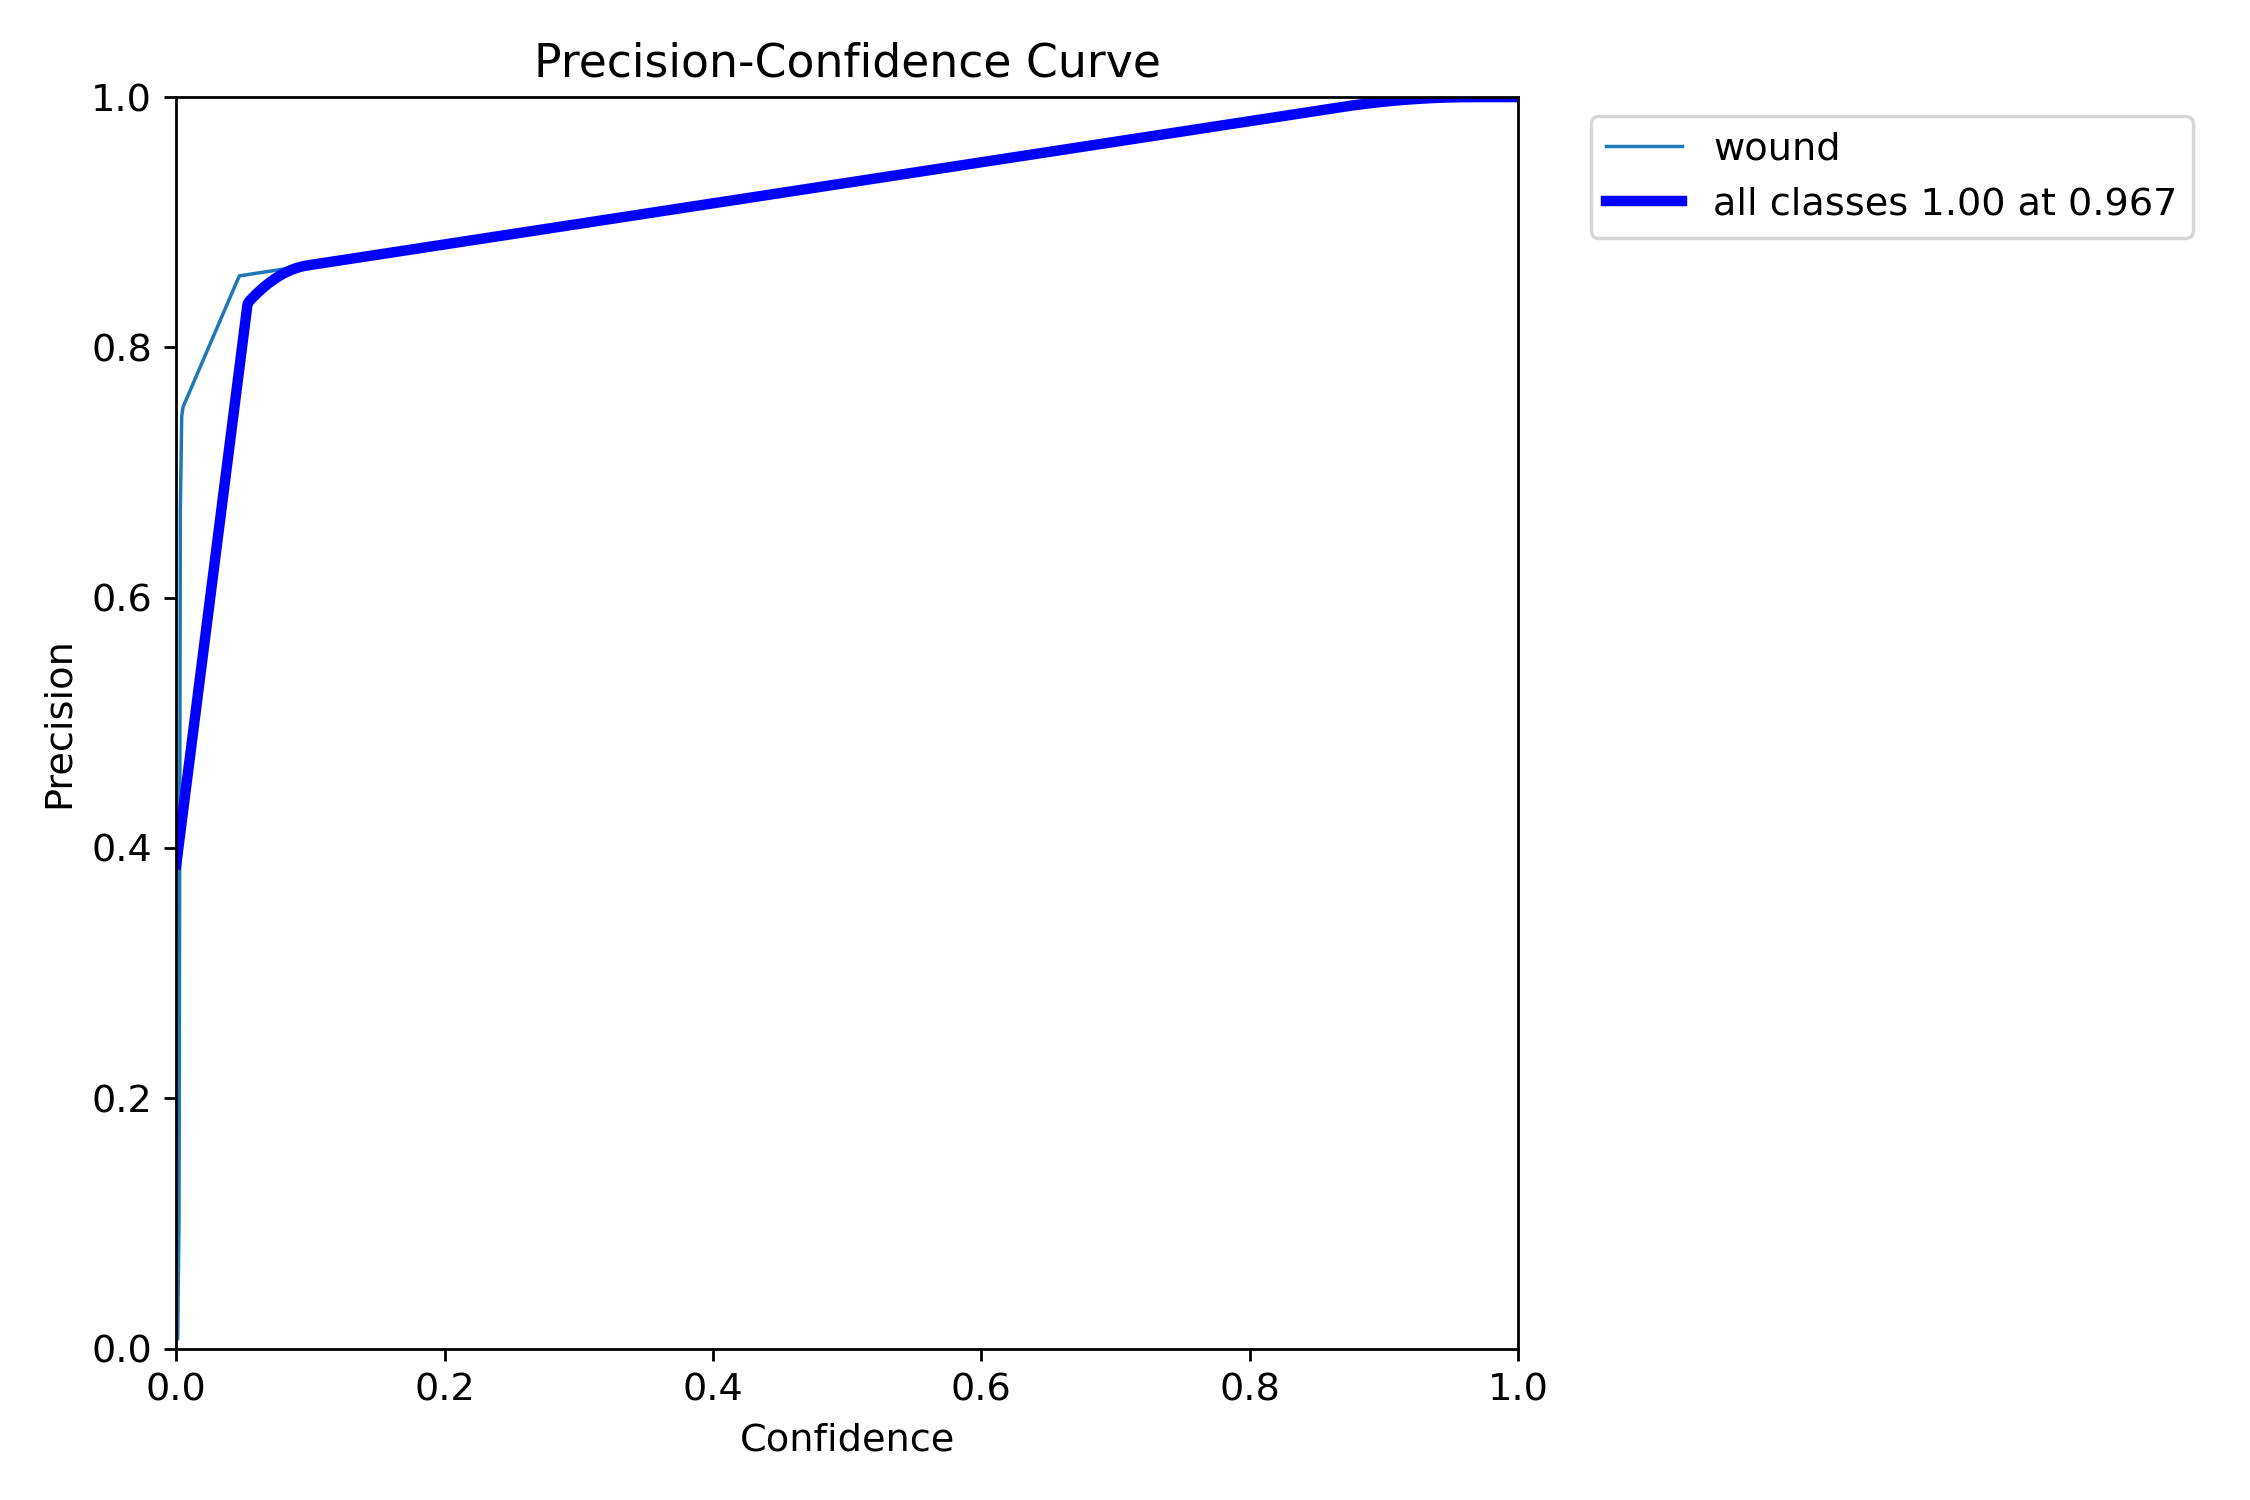 Precision-Confidence Curve
1.0
0.8
0.6
0.4
0.2
0.0
Precision
0.0 0.2 0.4 0.6 0.8 1.0
Confidence
wound
all classes 1.00 at 0.967